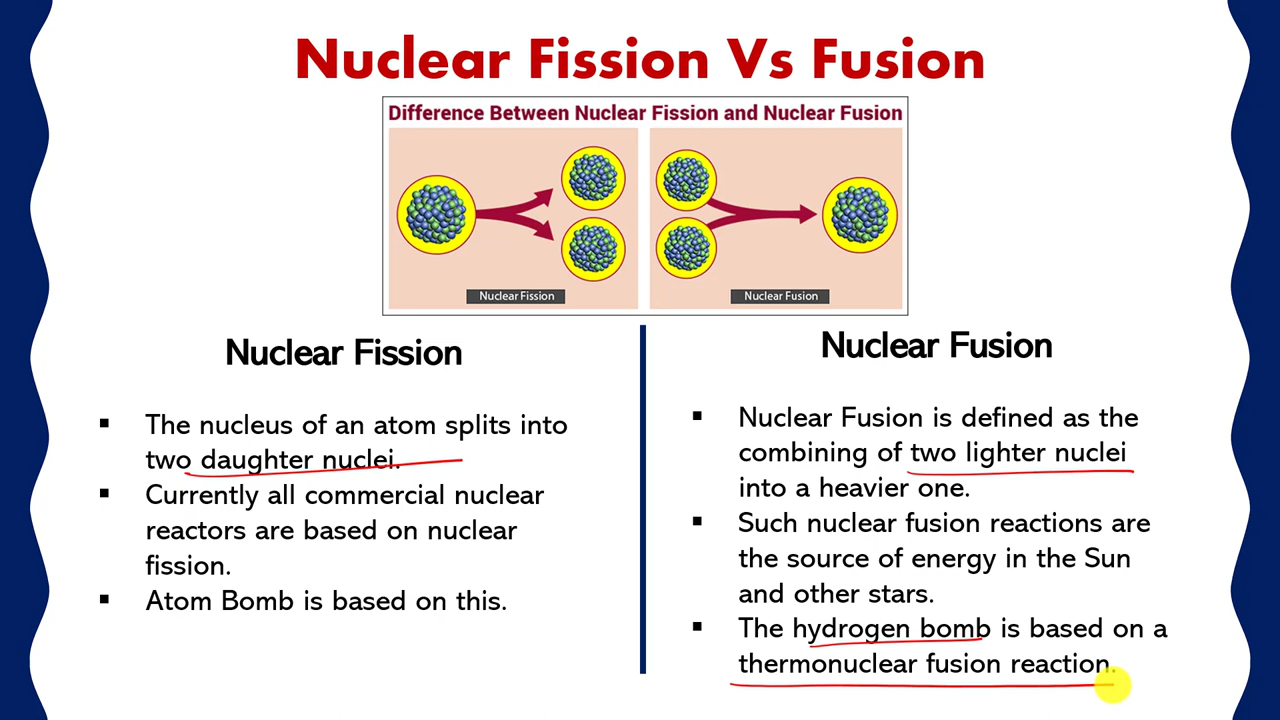 Nuclear Fission Vs Fusion
Difference Between Nuclear Fission and Nuclear Fusion
Nuclear Fission
Nuclear Fusion
Nuclear Fission
▪ The nucleus of an atom splits into
two daughter nuclei.
▪ Currently all commercial nuclear
reactors are based on nuclear
fission.
▪ Atom Bomb is based on this.
Nuclear Fusion
▪ Nuclear Fusion is defined as the
combining of two lighter nuclei
into a heavier one.
▪ Such nuclear fusion reactions are
the source of energy in the Sun
and other stars.
▪ The hydrogen bomb is based on a
thermonuclear fusion reaction.